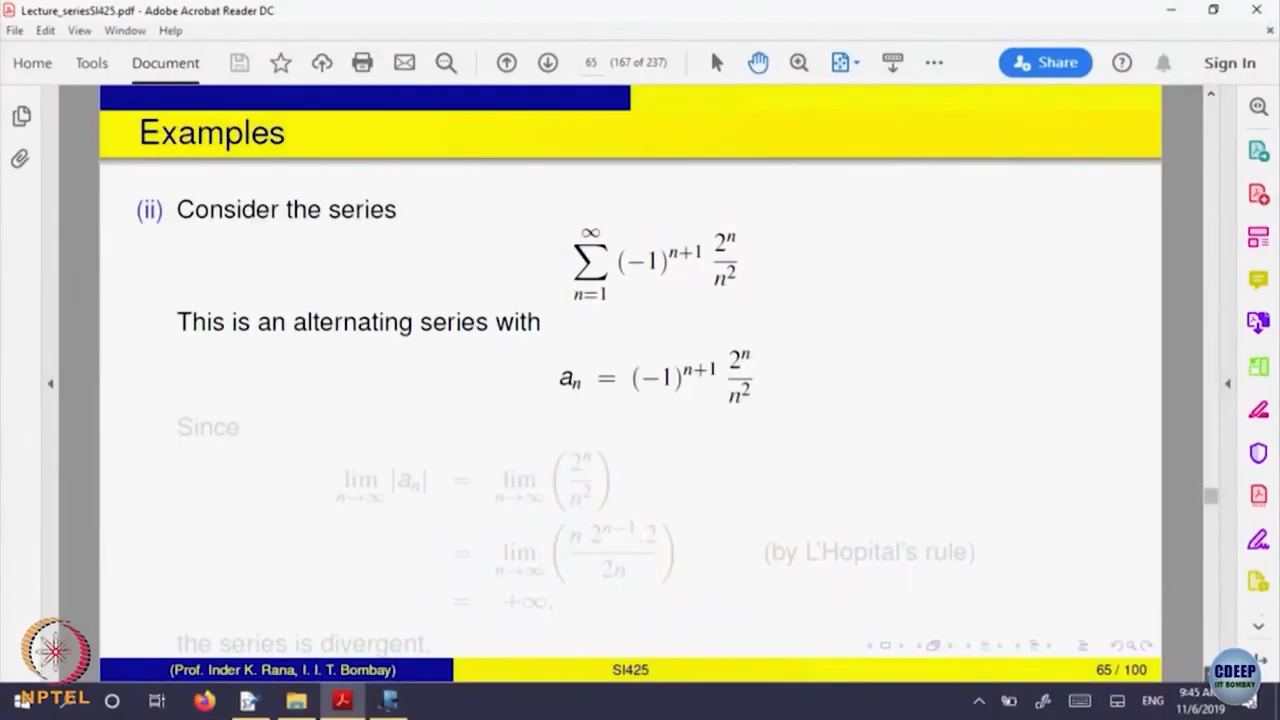 Lecture_seriesSI425.pdf - Adobe Acrobat Reader DC
File Edit View Window Help
Home Tools Document 65 (167 of 237) Share Sign In
Examples
(ii) Consider the series
∑_{n=1}^{∞} (−1)^{n+1} 2^n/n^2
This is an alternating series with
a_n = (−1)^{n+1} 2^n/n^2
Since
lim_{n→∞} |a_n| = lim_{n→∞} (2^n/n^2)
= lim_{n→∞} (n 2^{n−1}.2/2n) (by L'Hopital's rule)
= +∞,
the series is divergent.
(Prof. Inder K. Rana, I. I. T. Bombay) SI425 65 / 100
NPTEL
ENG
9:45
11/6/2019
CDEEP
IIT BOMBAY